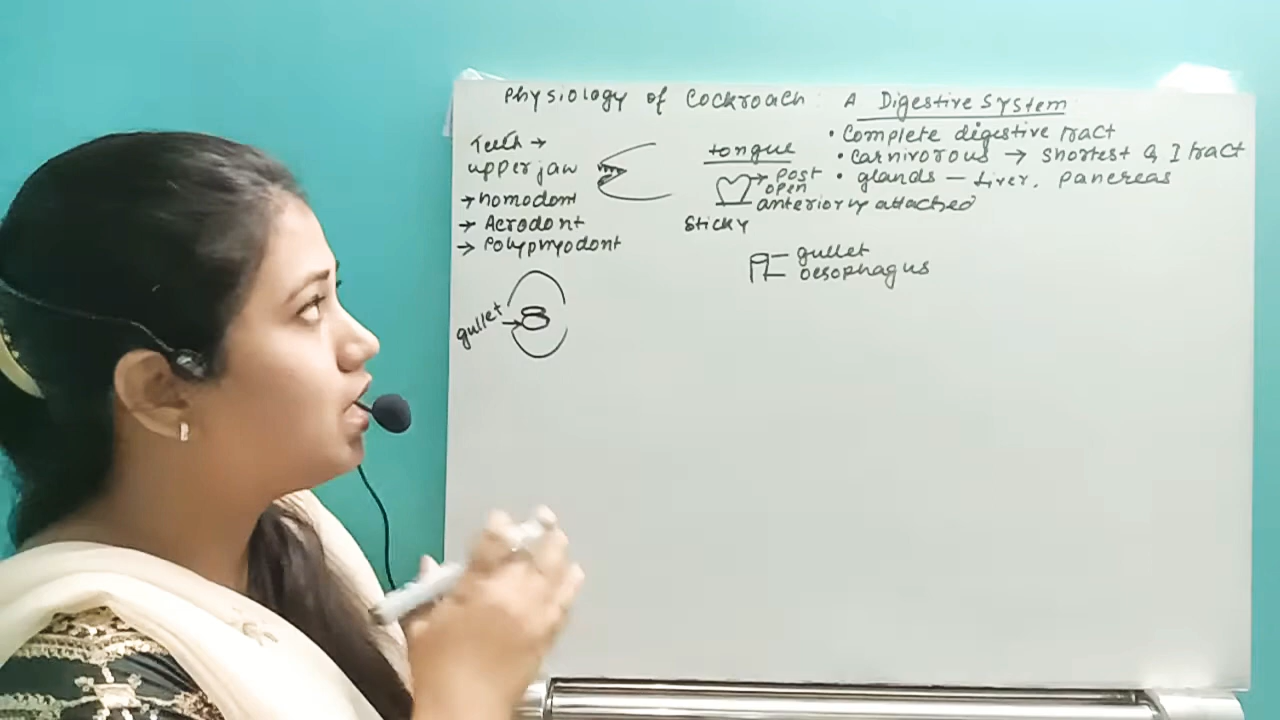 Physiology of Cockroach : A Digestive System
Teeth →
upper jaw
→ homodont
→ Acrodont
→ Polyphyodont
gullet
tongue
→ post
open
anteriorly attached
Sticky
gullet
oesophagus
• Complete digestive tract
• carnivorous → shortest G I tract
• glands - Liver, pancreas